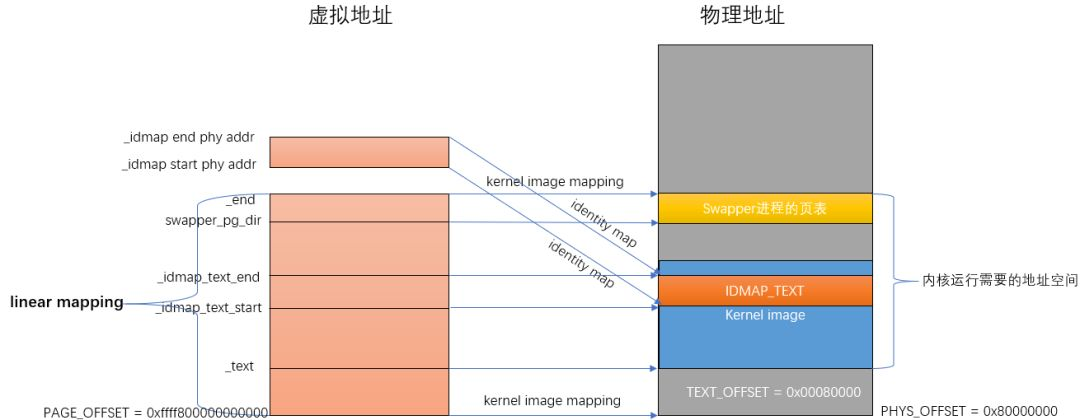 虚拟地址
物理地址
_idmap end phy addr
_idmap start phy addr
kernel image mapping
_end
Swapper进程的页表
identity map
swapper_pg_dir
identity map
_idmap_text_end
内核运行需要的地址空间
IDMAP_TEXT
linear mapping
_idmap_text_start
Kernel image
_text
TEXT_OFFSET = 0x00080000
kernel image mapping
PAGE_OFFSET = 0xffff800000000000
PHYS_OFFSET = 0x80000000